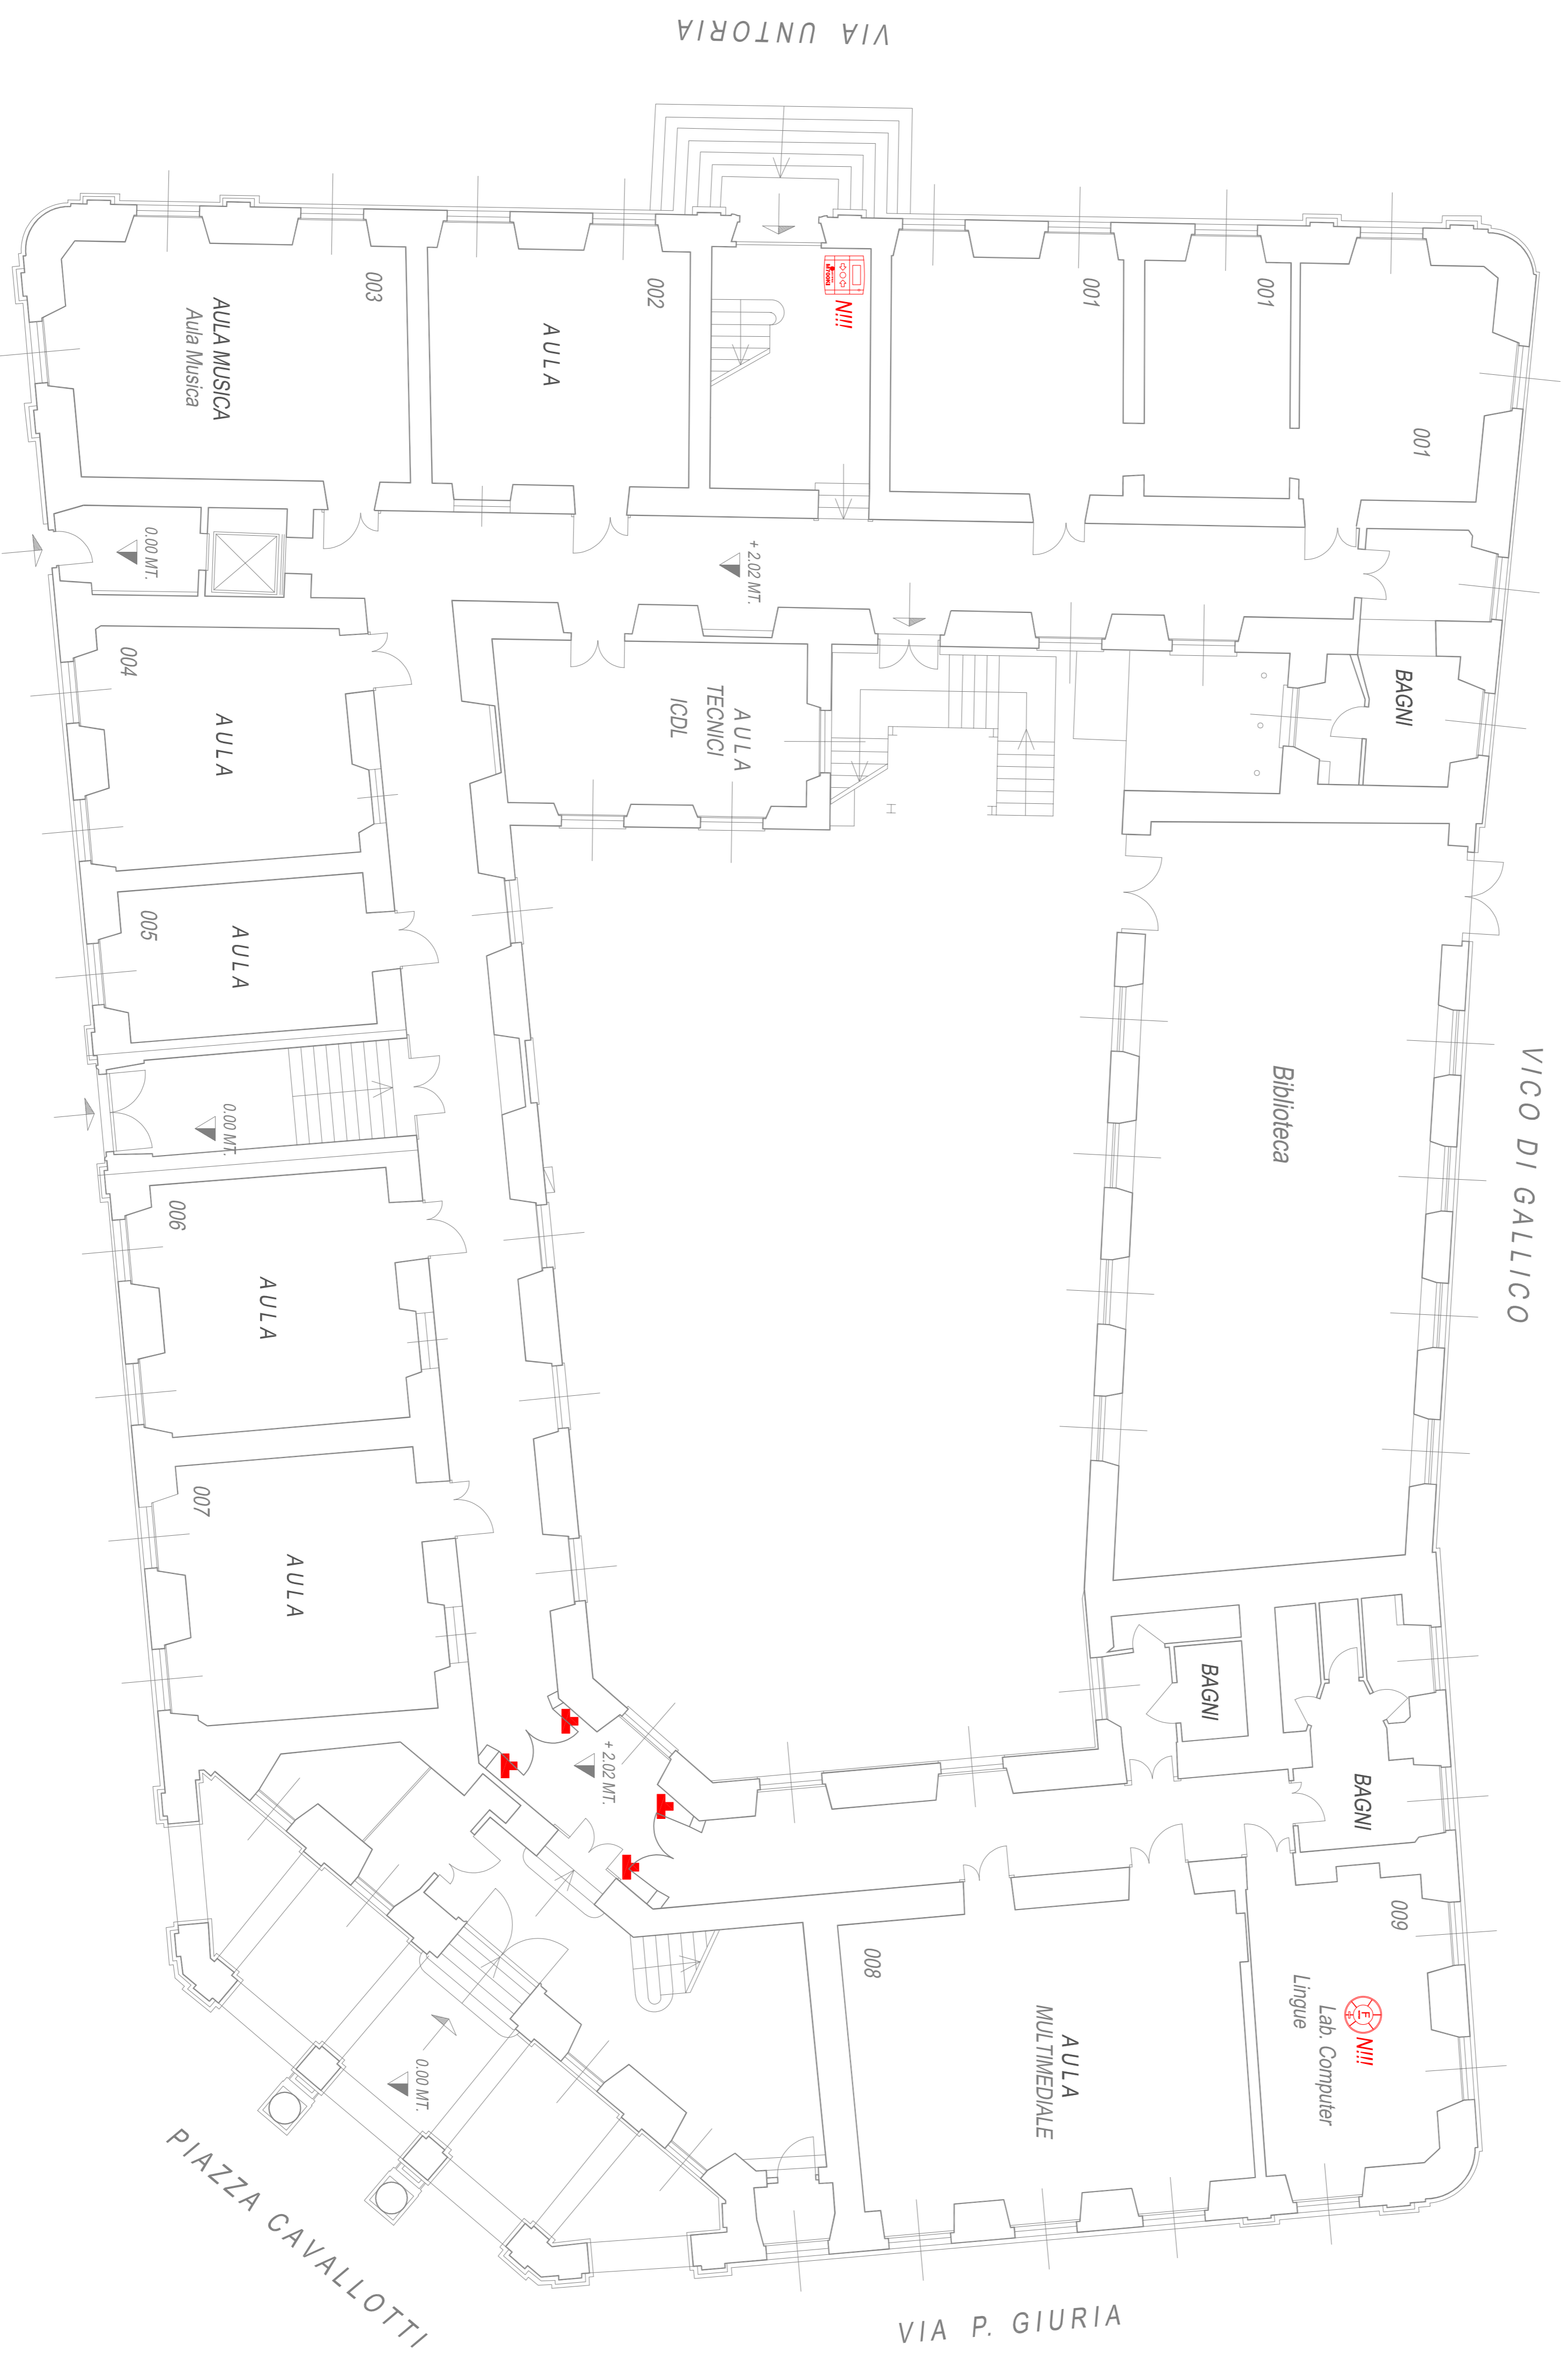 VIA UNTORIA
003
AULA MUSICA
Aula Musica
002
AULA
N!!!
001
001
001
0.00 MT.
+ 2.02 MT.
004
AULA
AULA
TECNICI
ICDL
BAGNI
005
AULA
0.00 MT.
Biblioteca
VICO DI GALLICO
006
AULA
007
AULA
BAGNI
+ 2.02 MT.
BAGNI
009
008
Lab. Computer
Lingue
F
N!!!
AULA
MULTIMEDIALE
0.00 MT.
PIAZZA CAVALLOTTI
VIA P. GIURIA